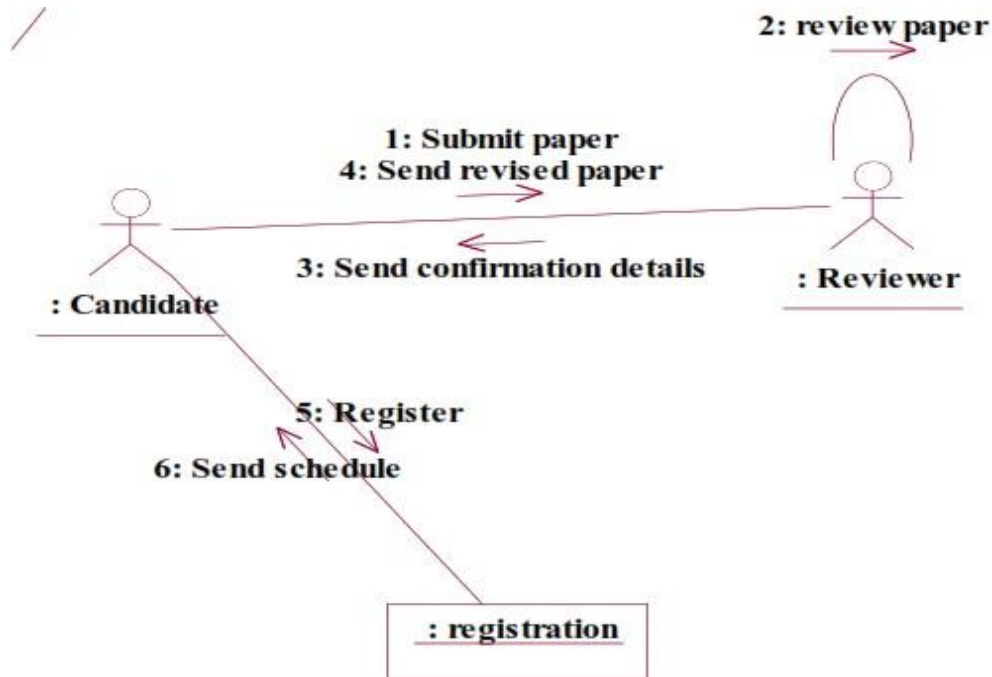 2: review paper
1: Submit paper
4: Send revised paper
3: Send confirmation details
: Candidate
: Reviewer
5: Register
6: Send schedule
: registration